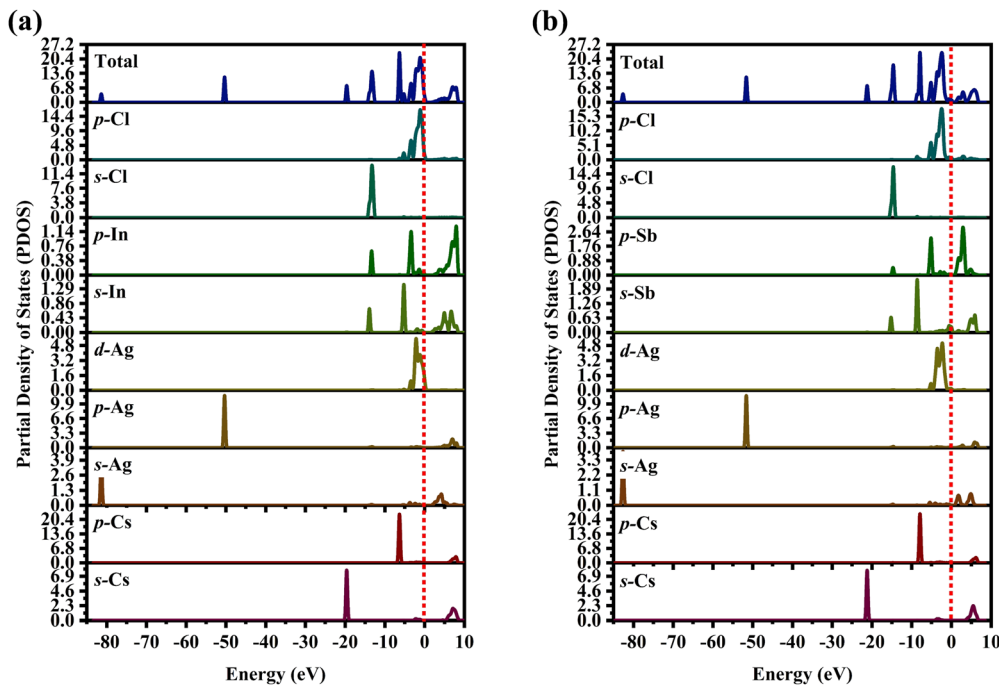 (a)
Partial Density of States (PDOS)
27.2
20.4
13.6
6.8
0.0
Total
14.4
9.6
4.8
0.0
p-Cl
11.4
7.6
3.8
0.0
s-Cl
1.14
0.76
0.38
0.00
p-In
1.29
0.86
0.43
0.00
s-In
4.8
3.2
1.6
0.0
d-Ag
9.9
6.6
3.3
0.0
p-Ag
3.9
2.6
1.3
0.0
s-Ag
20.4
13.6
6.8
0.0
p-Cs
6.9
4.6
2.3
0.0
s-Cs
-80 -70 -60 -50 -40 -30 -20 -10 0 10
Energy (eV)
(b)
Partial Density of States (PDOS)
27.2
20.4
13.6
6.8
0.0
Total
15.3
10.2
5.1
0.0
p-Cl
14.4
9.6
4.8
0.0
s-Cl
2.64
1.76
0.88
0.00
p-Sb
1.89
1.26
0.63
0.00
s-Sb
4.8
3.2
1.6
0.0
d-Ag
9.9
6.6
3.3
0.0
p-Ag
3.3
2.2
1.1
0.0
s-Ag
20.4
13.6
6.8
0.0
p-Cs
6.9
4.6
2.3
0.0
s-Cs
-80 -70 -60 -50 -40 -30 -20 -10 0 10
Energy (eV)